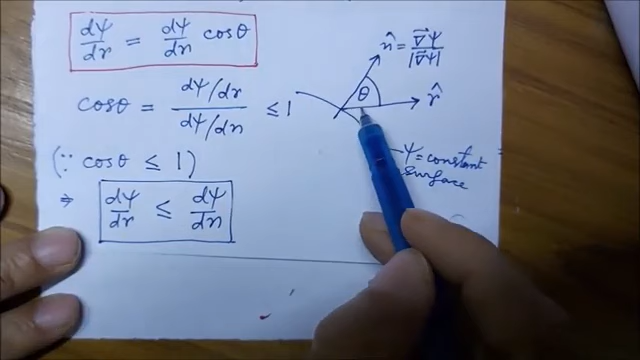 dψ/dr = dψ/dn cosθ
n̂ = ∇⃗ψ/|∇⃗ψ|
cosθ = dψ/dr / dψ/dn ≤ 1
θ
r̂
(∵ cosθ ≤ 1)
ψ = constant
surface
⇒ dψ/dr ≤ dψ/dn